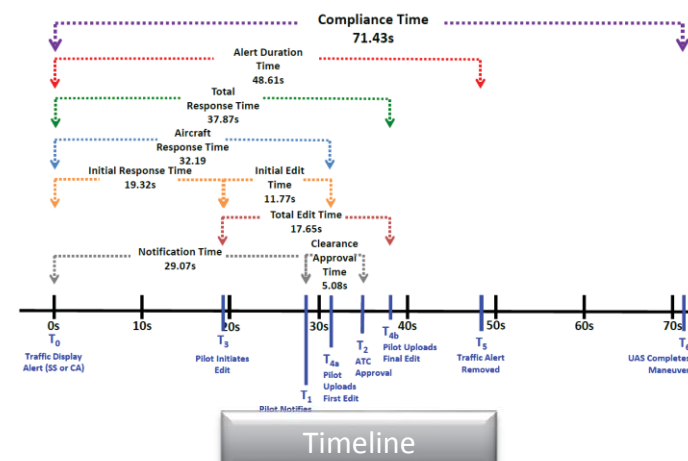 Compliance Time
71.43s
Alert Duration
Time
48.61s
Total
Response Time
37.87s
Aircraft
Response Time
32.19
Initial Response Time
19.32s
Initial Edit
Time
11.77s
Total Edit Time
17.65s
Notification Time
29.07s
Clearance
Approval
Time
5.08s
0s 10s 20s 30s 40s 50s 60s 70s
T0
Traffic Display
Alert (SS or CA)
T3
Pilot Initiates
Edit
T1
Pilot Notifies
T4a
Pilot
Uploads
First Edit
T2
ATC
Approval
T4b
Pilot Uploads
Final Edit
T5
Traffic Alert
Removed
T6
UAS Completes
Maneuver
Timeline